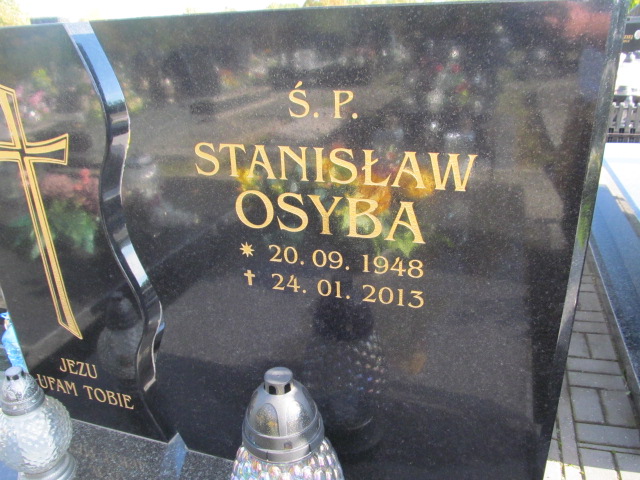 Ś. P.
STANISŁAW
OSYBA
* 20. 09. 1948
✝ 24. 01. 2013
JEZU
UFAM TOBIE